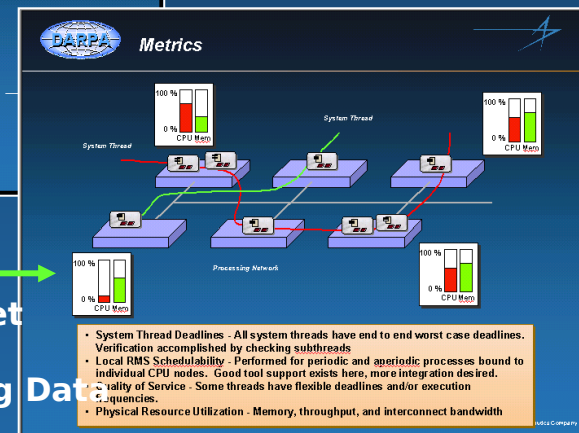 DARPA
Metrics
100 %
0 %
CPU Mem
System Thread
System Thread
100 %
0 %
CPU Mem
100 %
0 %
CPU Mem
Processing Network
100 %
0 %
CPU Mem
et
g Data
• System Thread Deadlines - All system threads have end to end worst case deadlines.
Verification accomplished by checking subthreads
• Local RMS Schedulability - Performed for periodic and aperiodic processes bound to
individual CPU nodes. Good tool support exists here, more integration desired.
Quality of Service - Some threads have flexible deadlines and/or execution
frequencies.
• Physical Resource Utilization - Memory, throughput, and interconnect bandwidth
utics Company